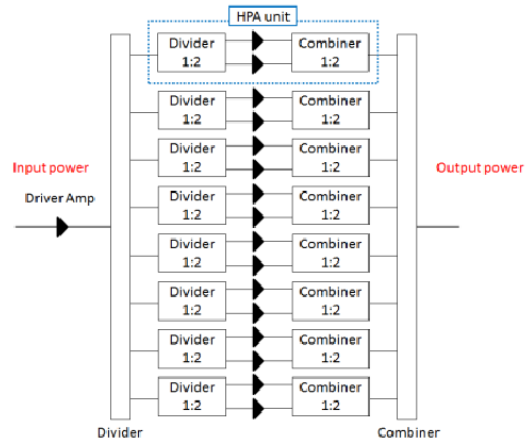 HPA unit
Divider
1:2
Combiner
1:2
Divider
1:2
Combiner
1:2
Divider
1:2
Combiner
1:2
Input power
Output power
Divider
1:2
Combiner
1:2
Driver Amp
Divider
1:2
Combiner
1:2
Divider
1:2
Combiner
1:2
Divider
1:2
Combiner
1:2
Divider
1:2
Combiner
1:2
Divider
Combiner